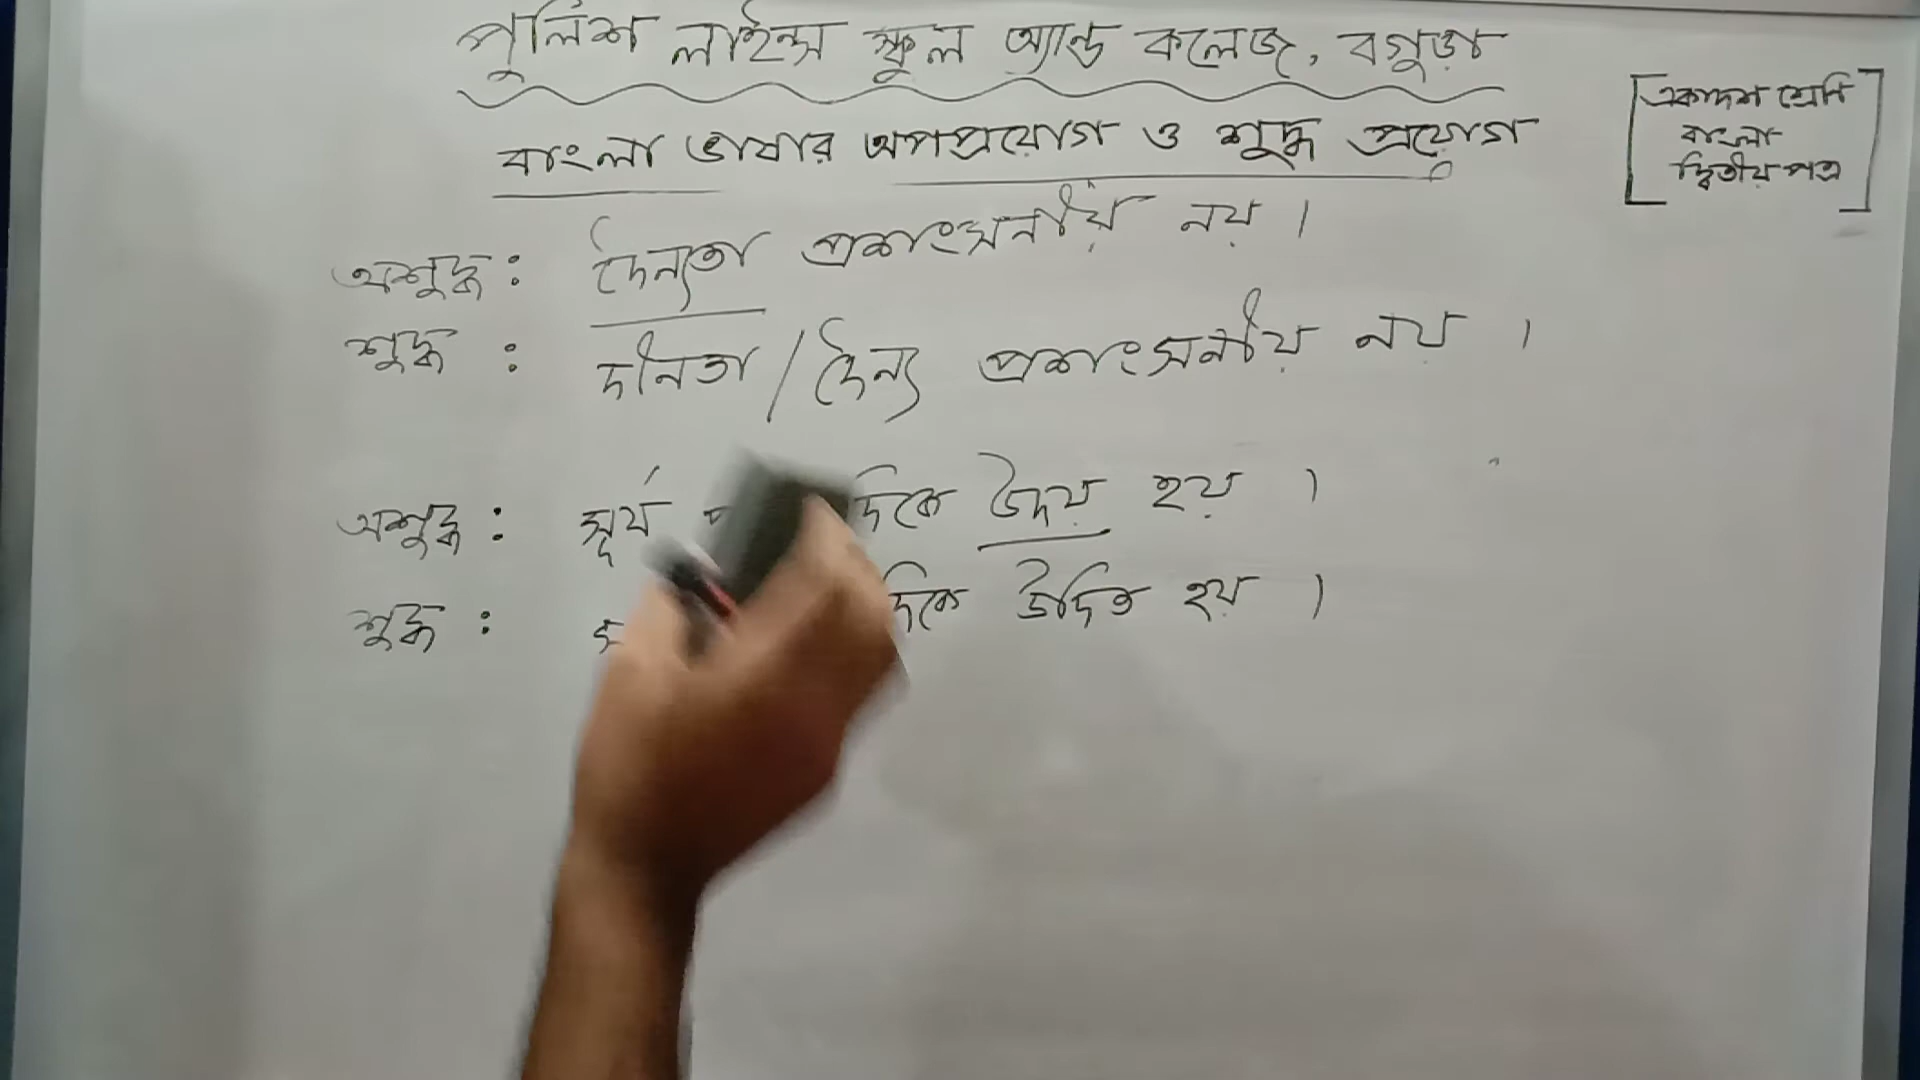 পুলিশ লাইন্স স্কুল অ্যান্ড কলেজ, বগুড়া
বাংলা ভাষার অপপ্রয়োগ ও শুদ্ধ প্রয়োগ
[একাদশ শ্রেণি
বাংলা
দ্বিতীয় পত্র]
অশুদ্ধ : দৈন্যতা প্রশংসনীয় নয় ।
শুদ্ধ : দীনতা / দৈন্য প্রশংসনীয় নয় ।
অশুদ্ধ : সূর্য দিকে উদয় হয় ।
শুদ্ধ : দিকে উদিত হয় ।